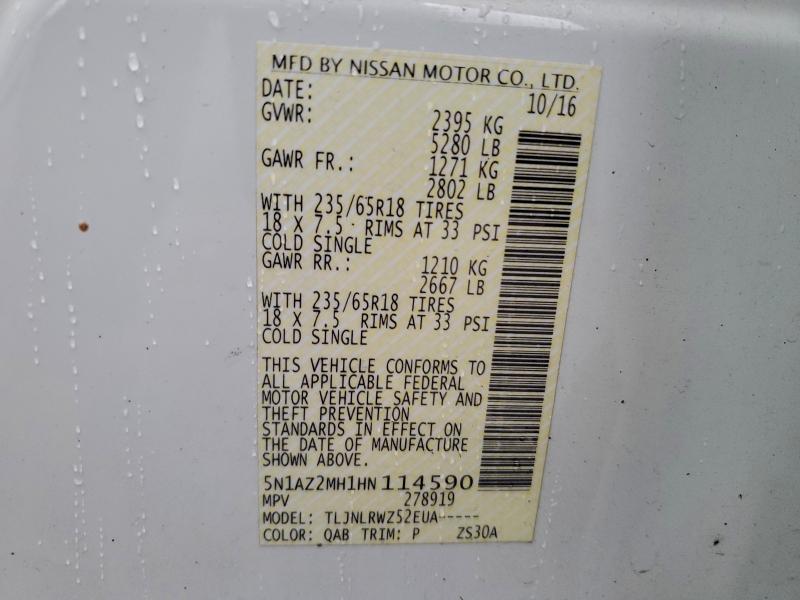 MFD BY NISSAN MOTOR CO., LTD.
DATE: 10/16
GVWR: 2395 KG
5280 LB
GAWR FR.: 1271 KG
2802 LB
WITH 235/65R18 TIRES
18 X 7.5 RIMS AT 33 PSI
COLD SINGLE
GAWR RR.: 1210 KG
2667 LB
WITH 235/65R18 TIRES
18 X 7.5 RIMS AT 33 PSI
COLD SINGLE
THIS VEHICLE CONFORMS TO
ALL APPLICABLE FEDERAL
MOTOR VEHICLE SAFETY AND
THEFT PREVENTION
STANDARDS IN EFFECT ON
THE DATE OF MANUFACTURE
SHOWN ABOVE.
5N1AZ2MH1HN 114590
MPV 278919
MODEL: TLJNLRWZ52EUA-----
COLOR: QAB TRIM: P ZS30A